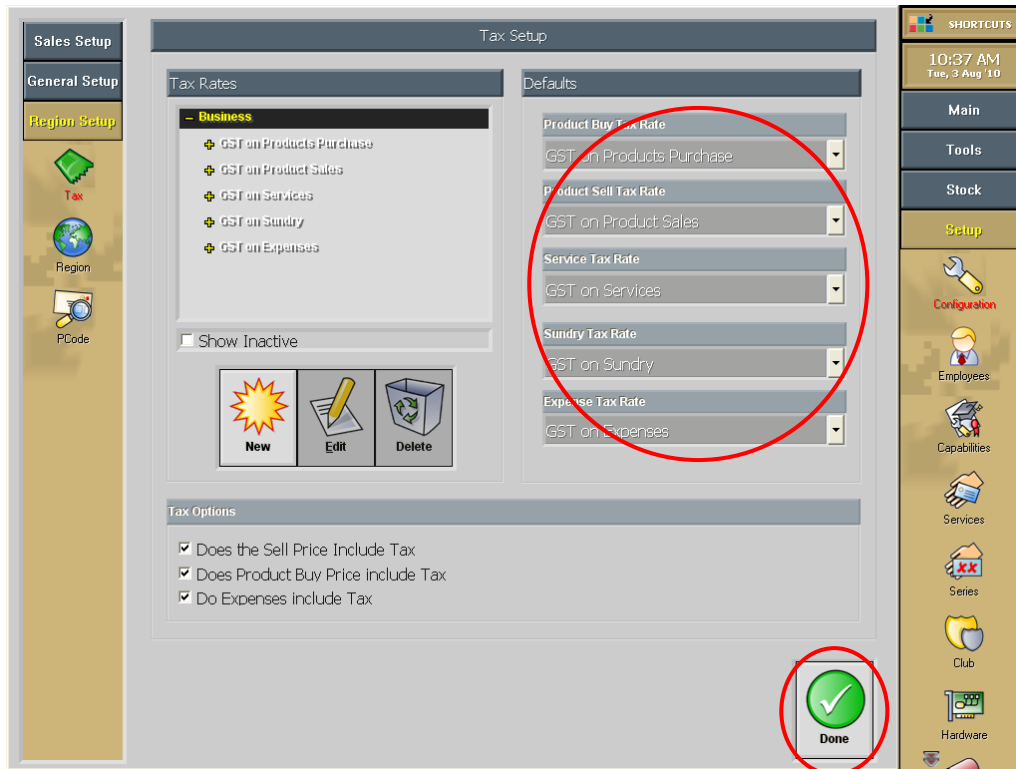 Sales Setup
General Setup
Region Setup
Tax
Region
PCode
Tax Setup
Tax Rates
Business
GST on Products Purchase
GST on Product Sales
GST on Services
GST on Sundry
GST on Expenses
Show Inactive
New
Edit
Delete
Defaults
Product Buy Tax Rate
GST on Products Purchase
Product Sell Tax Rate
GST on Product Sales
Service Tax Rate
GST on Services
Sundry Tax Rate
GST on Sundry
Expense Tax Rate
GST on Expenses
Tax Options
Does the Sell Price Include Tax
Does Product Buy Price include Tax
Do Expenses include Tax
Done
SHORTCUTS
10:37 AM
Tue, 3 Aug '10
Main
Tools
Stock
Setup
Configuration
Employees
Capabilities
Services
Series
Club
Hardware